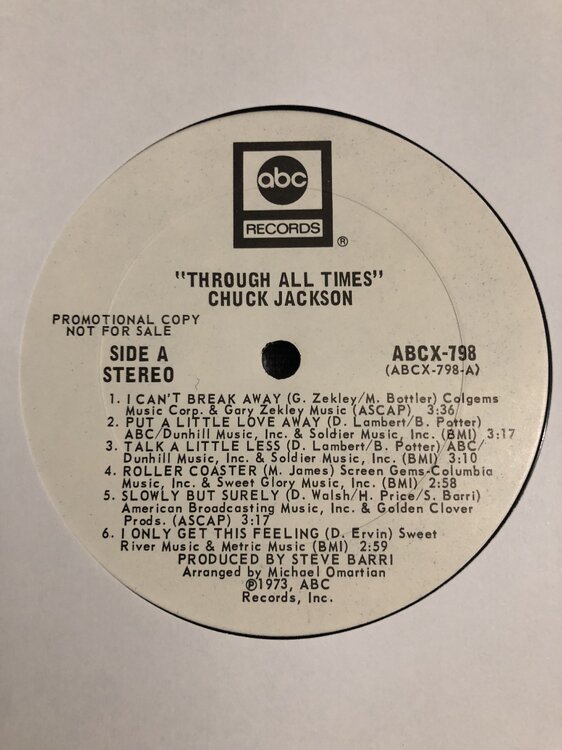 abc
RECORDS
®
"THROUGH ALL TIMES"
CHUCK JACKSON
PROMOTIONAL COPY
NOT FOR SALE
SIDE A
STEREO
ABCX-798
(ABCX-798-A)
1. I CAN'T BREAK AWAY (G. Zekley/M. Bottler) Colgems
Music Corp. & Gary Zekley Music (ASCAP) 3:36
2. PUT A LITTLE LOVE AWAY (D. Lambert/B. Potter)
ABC/Dunhill Music, Inc. & Soldier Music, Inc. (BMI) 3:17
3. TALK A LITTLE LESS (D. Lambert/B. Potter) ABC/
Dunhill Music, Inc. & Soldier Music, Inc. (BMI) 3:10
4. ROLLER COASTER (M. James) Screen Gems-Columbia
Music, Inc. & Sweet Glory Music, Inc. (BMI) 2:58
5. SLOWLY BUT SURELY (D. Walsh/H. Price/S. Barri)
American Broadcasting Music, Inc. & Golden Clover
Prods. (ASCAP) 3:17
6. I ONLY GET THIS FEELING (D. Ervin) Sweet
River Music & Metric Music (BMI) 2:59
PRODUCED BY STEVE BARRI
Arranged by Michael Omartian
℗1973, ABC
Records, Inc.